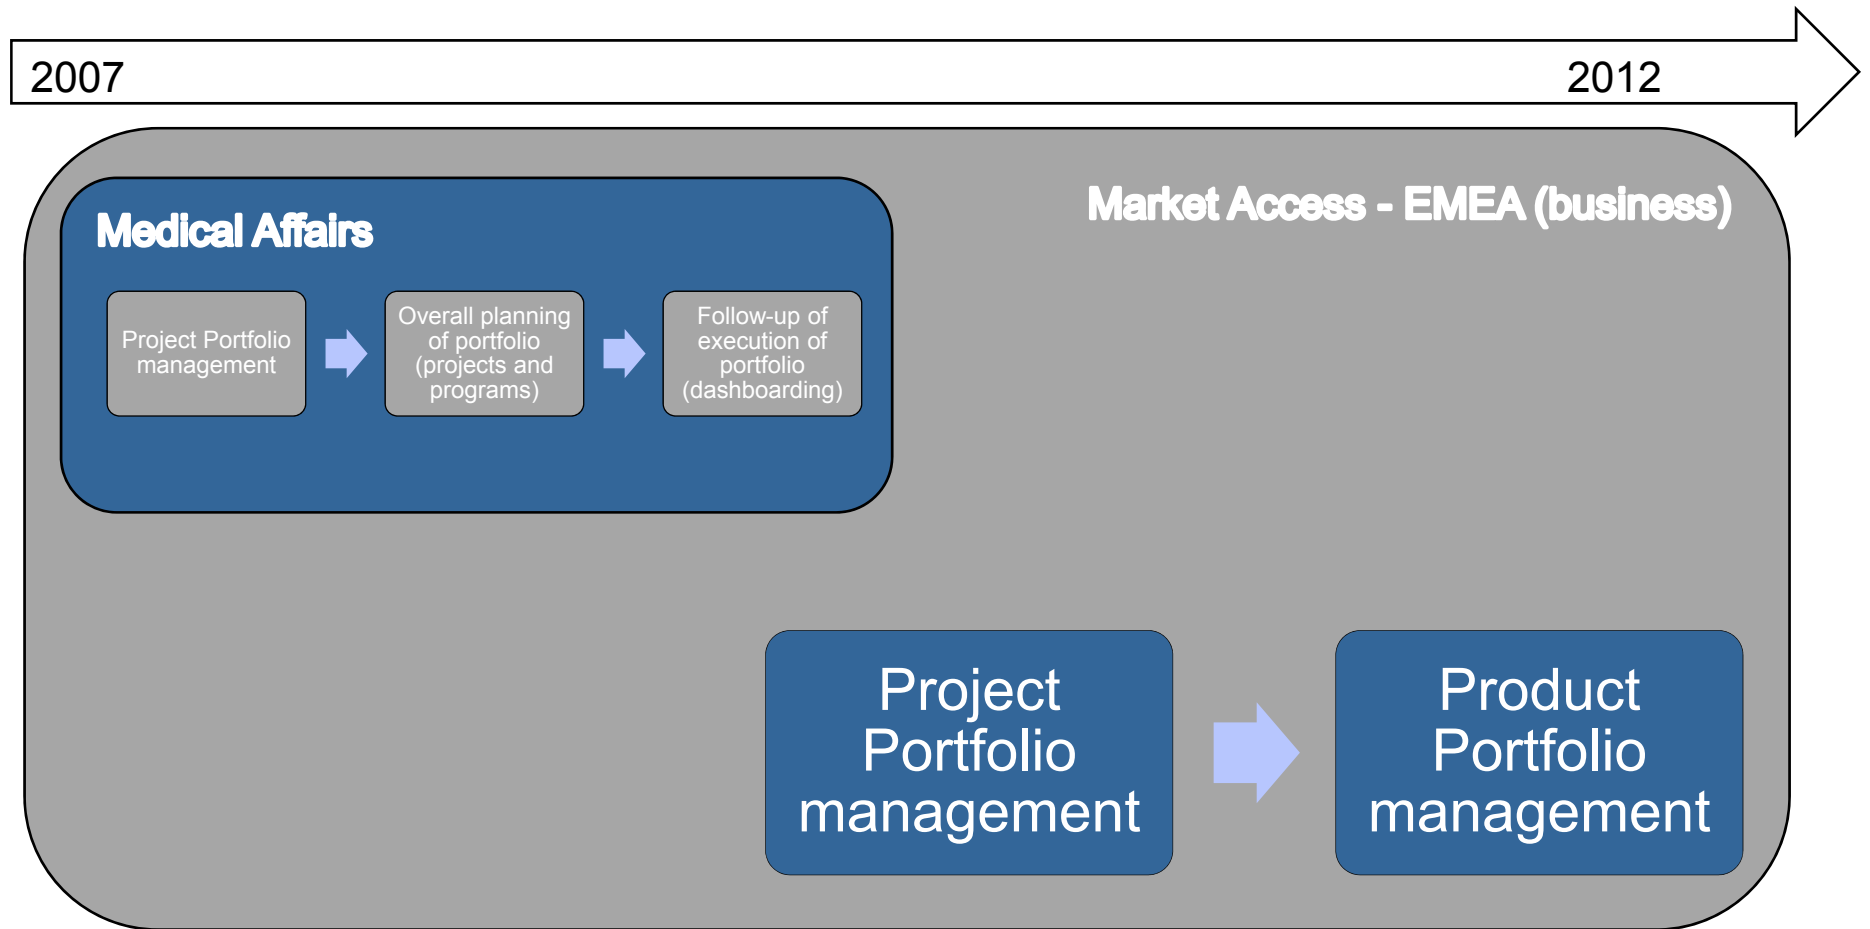 2007
2012
Market Access - EMEA (business)
Medical Affairs
Project Portfolio
management
Overall planning
of portfolio
(projects and
programs)
Follow-up of
execution of
portfolio
(dashboarding)
Project
Portfolio
management
Product
Portfolio
management